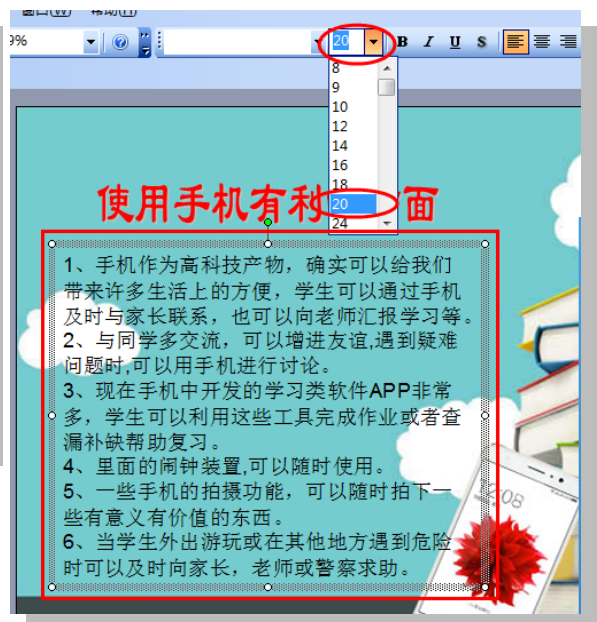 窗口(W) 帮助(H)
9% 20 B I U S
8
9
10
12
14
16
18
20
24
使用手机有利 面
1、手机作为高科技产物，确实可以给我们
带来许多生活上的方便，学生可以通过手机
及时与家长联系，也可以向老师汇报学习等。
2、与同学多交流，可以增进友谊,遇到疑难
问题时,可以用手机进行讨论。
3、现在手机中开发的学习类软件APP非常
多，学生可以利用这些工具完成作业或者查
漏补缺帮助复习。
4、里面的闹钟装置,可以随时使用。
5、一些手机的拍摄功能，可以随时拍下一
些有意义有价值的东西。
6、当学生外出游玩或在其他地方遇到危险
时可以及时向家长，老师或警察求助。